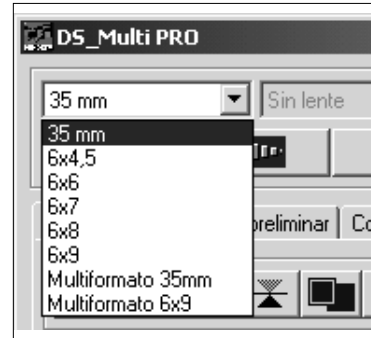 DS_Multi PRO
35 mm
Sin lente
35 mm
6x4,5
6x6
6x7
6x8
6x9
Multiformato 35mm
Multiformato 6x9
preliminar